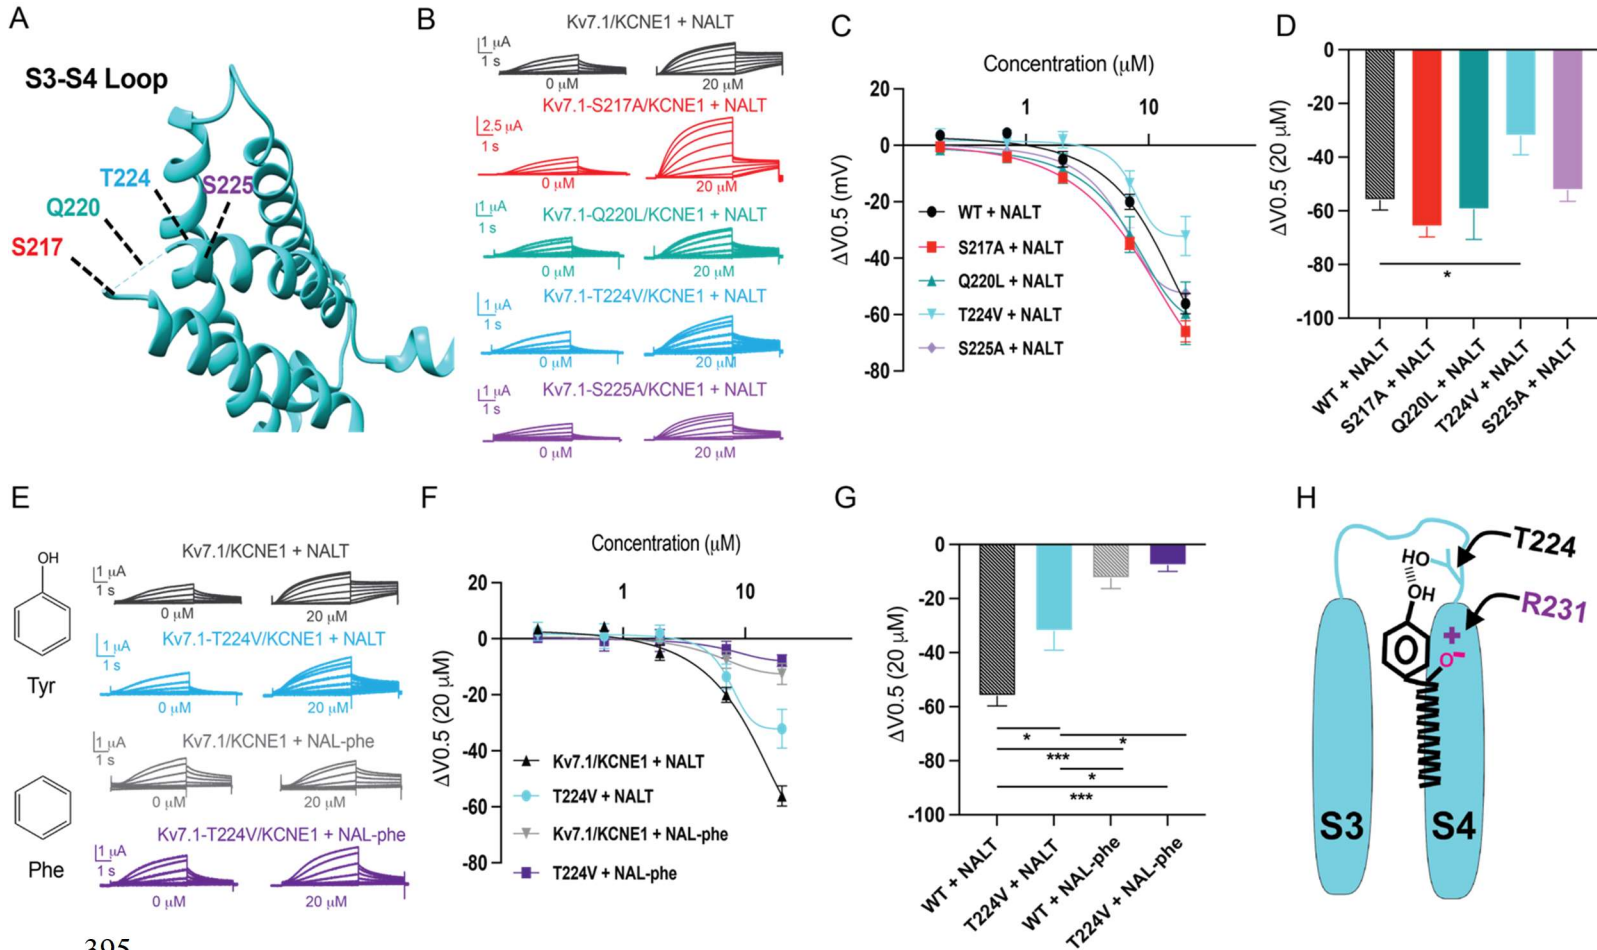 A
S3-S4 Loop
T224
S225
Q220
S217
B
Kv7.1/KCNE1 + NALT
1 μA
1 s
0 μM
20 μM
Kv7.1-S217A/KCNE1 + NALT
2.5 μA
1 s
0 μM
20 μM
Kv7.1-Q220L/KCNE1 + NALT
1 μA
1 s
0 μM
20 μM
Kv7.1-T224V/KCNE1 + NALT
1 μA
1 s
0 μM
20 μM
Kv7.1-S225A/KCNE1 + NALT
1 μA
1 s
0 μM
20 μM
C
Concentration (μM)
1
10
20
0
-20
-40
-60
-80
ΔV0.5 (mV)
WT + NALT
S217A + NALT
Q220L + NALT
T224V + NALT
S225A + NALT
D
0
-20
-40
-60
-80
-100
ΔV0.5 (20 μM)
*
WT + NALT
S217A + NALT
Q220L + NALT
T224V + NALT
S225A + NALT
E
OH
Tyr
Phe
Kv7.1/KCNE1 + NALT
1 μA
1 s
0 μM
20 μM
Kv7.1-T224V/KCNE1 + NALT
1 μA
1 s
0 μM
20 μM
Kv7.1/KCNE1 + NAL-phe
1 μA
1 s
0 μM
20 μM
Kv7.1-T224V/KCNE1 + NAL-phe
1 μA
1 s
0 μM
20 μM
F
Concentration (μM)
1
10
20
0
-20
-40
-60
-80
ΔV0.5 (20 μM)
Kv7.1/KCNE1 + NALT
T224V + NALT
Kv7.1/KCNE1 + NAL-phe
T224V + NAL-phe
G
0
-20
-40
-60
-80
-100
ΔV0.5 (20 μM)
*
*
***
*
***
WT + NALT
T224V + NALT
WT + NAL-phe
T224V + NAL-phe
H
T224
HO
OH
R231
+
O-
S3
S4
395